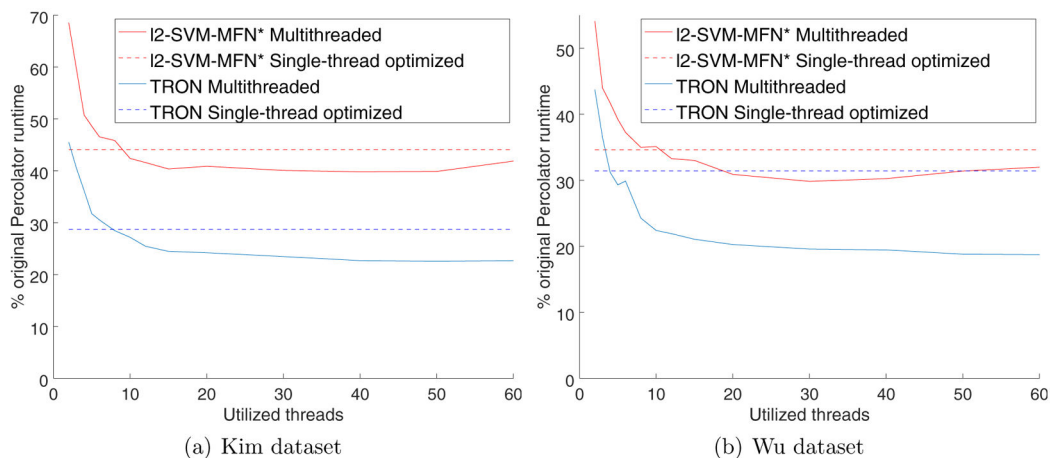 70
60
50
40
30
20
10
0
% original Percolator runtime
l2-SVM-MFN* Multithreaded
l2-SVM-MFN* Single-thread optimized
TRON Multithreaded
TRON Single-thread optimized
0 10 20 30 40 50 60
Utilized threads
(a) Kim dataset
50
40
30
20
10
0
% original Percolator runtime
l2-SVM-MFN* Multithreaded
l2-SVM-MFN* Single-thread optimized
TRON Multithreaded
TRON Single-thread optimized
0 10 20 30 40 50 60
Utilized threads
(b) Wu dataset